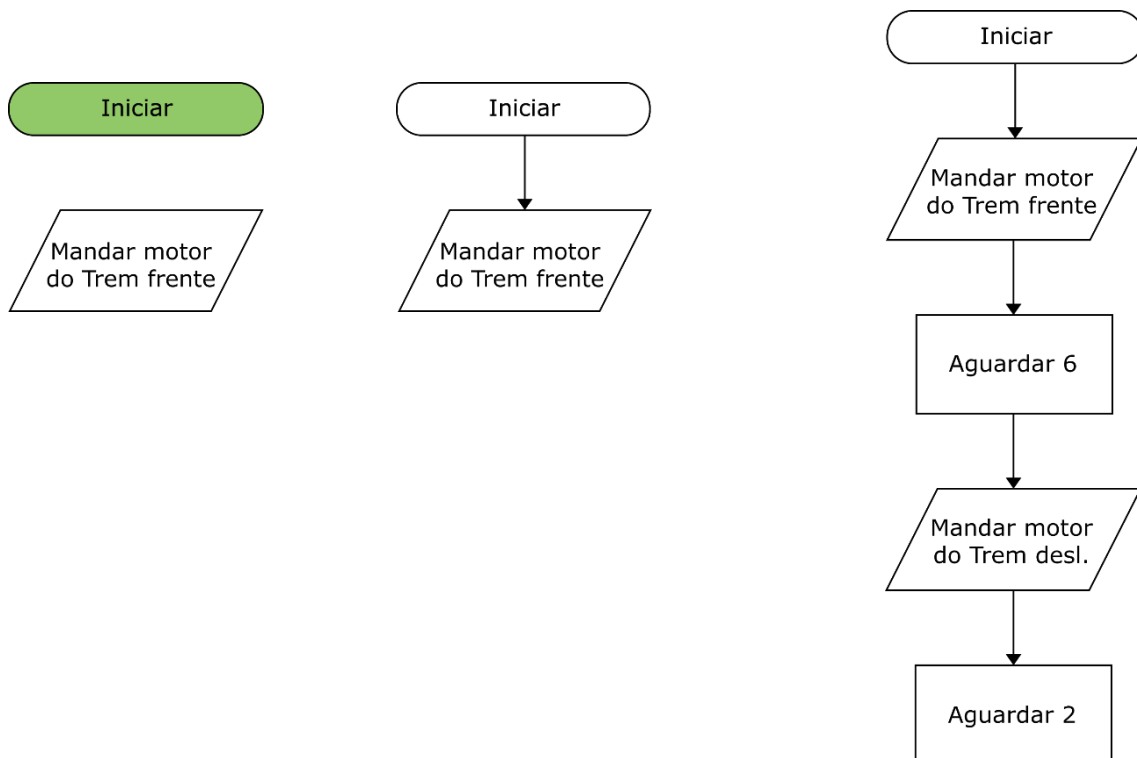 Iniciar
Mandar motor
do Trem frente
Iniciar
Mandar motor
do Trem frente
Iniciar
Mandar motor
do Trem frente
Aguardar 6
Mandar motor
do Trem desl.
Aguardar 2